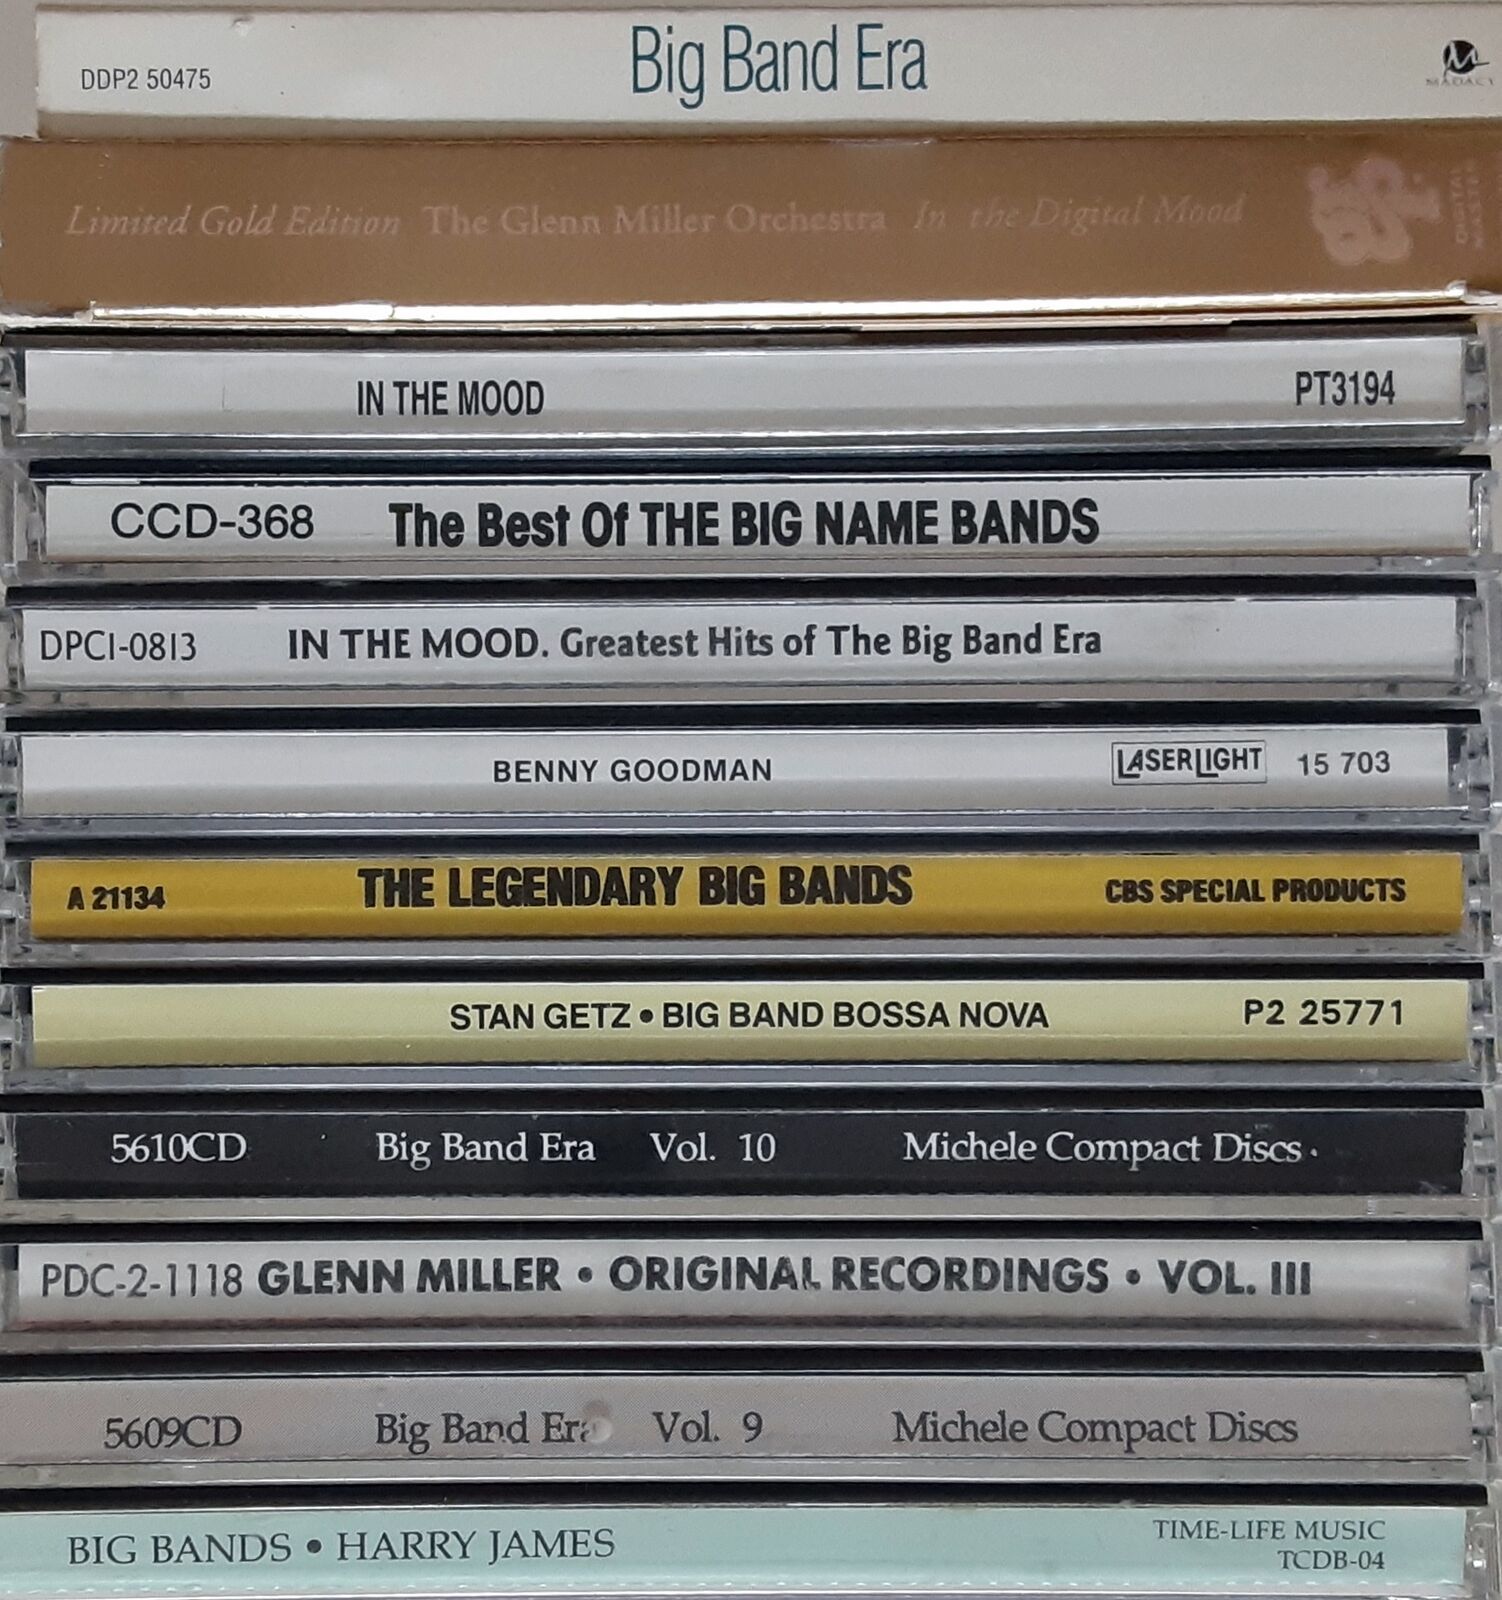 DDP2 50475 Big Band Era MADACY
Limited Gold Edition The Glenn Miller Orchestra In the Digital Mood GRP DIGITAL MASTER
IN THE MOOD PT3194
CCD-368 The Best Of THE BIG NAME BANDS
DPC1-0813 IN THE MOOD. Greatest Hits of The Big Band Era
BENNY GOODMAN LASERLIGHT 15 703
A 21134 THE LEGENDARY BIG BANDS CBS SPECIAL PRODUCTS
STAN GETZ • BIG BAND BOSSA NOVA P2 25771
5610CD Big Band Era Vol. 10 Michele Compact Discs
PDC-2-1118 GLENN MILLER • ORIGINAL RECORDINGS • VOL. III
5609CD Big Band Era Vol. 9 Michele Compact Discs
BIG BANDS • HARRY JAMES TIME-LIFE MUSIC
TCDB-04